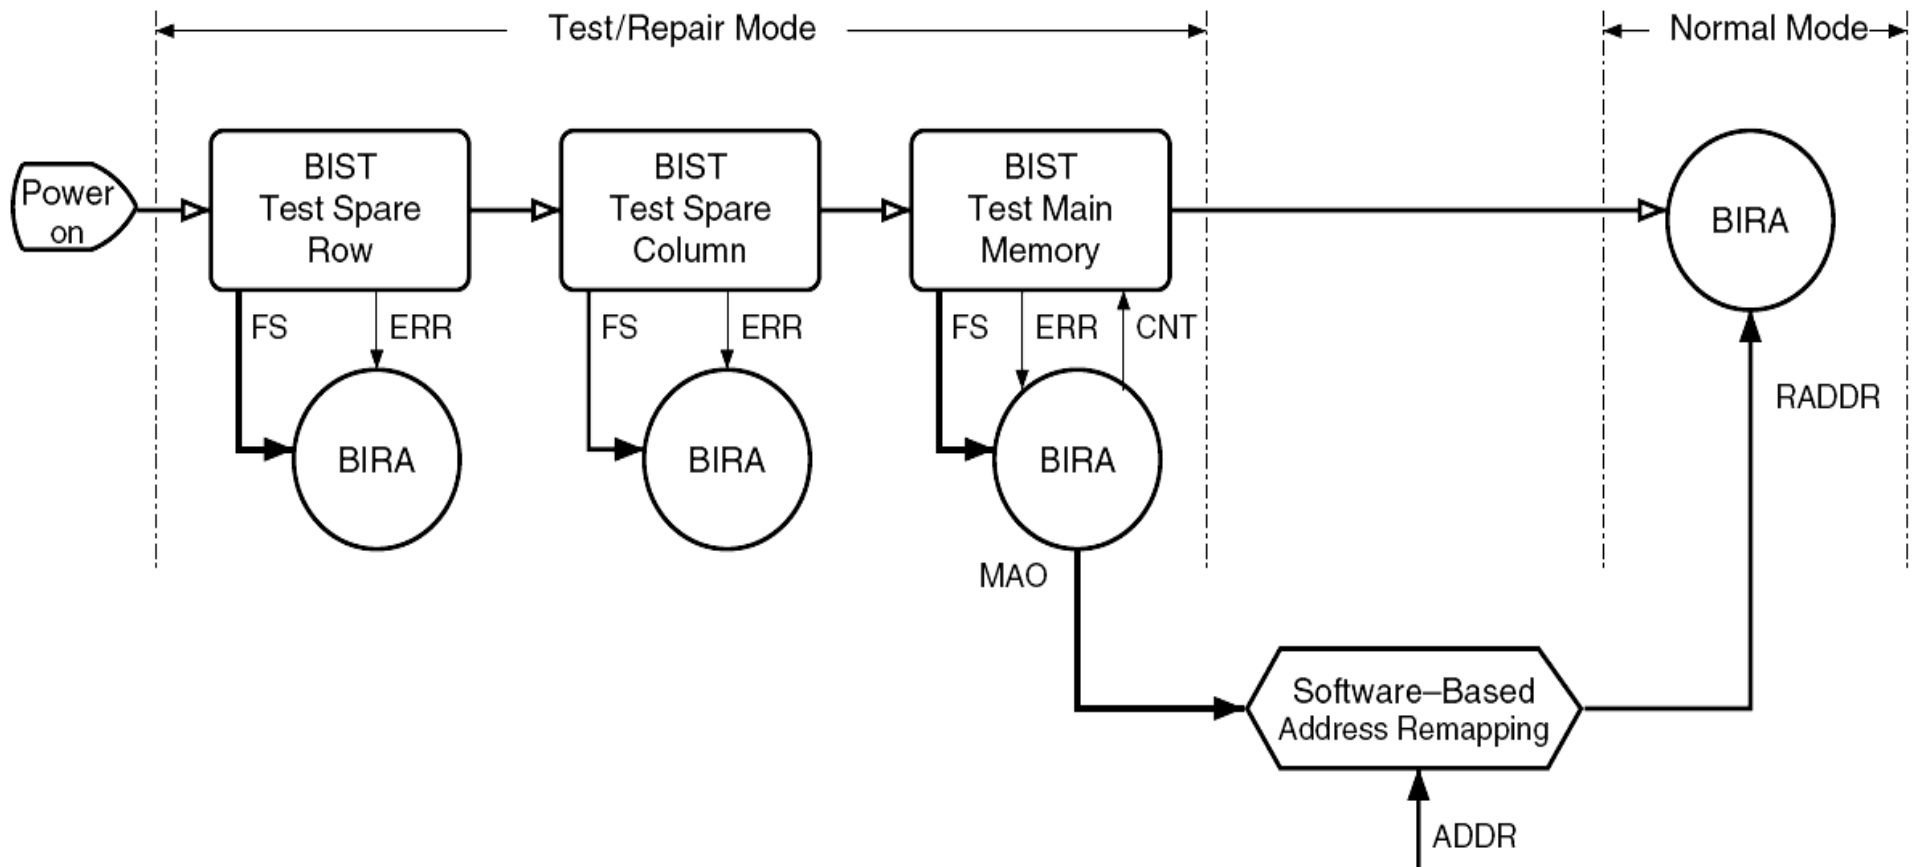 Test/Repair Mode
Normal Mode
Power
on
BIST
Test Spare
Row
BIST
Test Spare
Column
BIST
Test Main
Memory
BIRA
FS
ERR
FS
ERR
FS
ERR
CNT
RADDR
BIRA
BIRA
BIRA
MAO
Software–Based
Address Remapping
ADDR